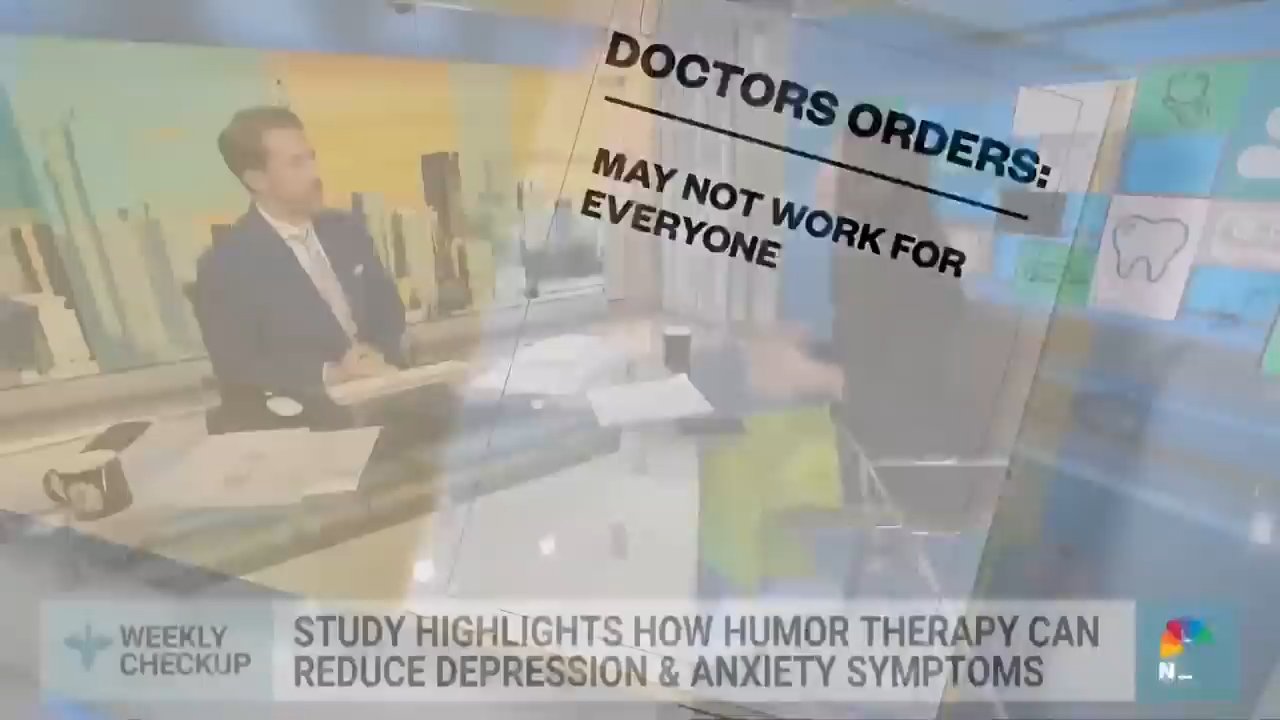 DOCTORS ORDERS:
MAY NOT WORK FOR
EVERYONE
WEEKLY
CHECKUP
STUDY HIGHLIGHTS HOW HUMOR THERAPY CAN
REDUCE DEPRESSION & ANXIETY SYMPTOMS
N_